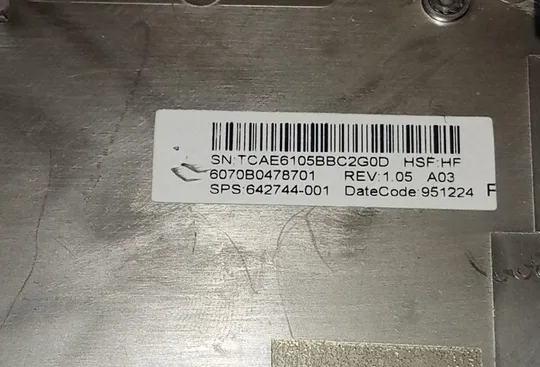 SN:TCAE6105BBC2G0D HSF:HF
6070B0478701 REV:1.05 A03
SPS:642744-001 DateCode:951224 F